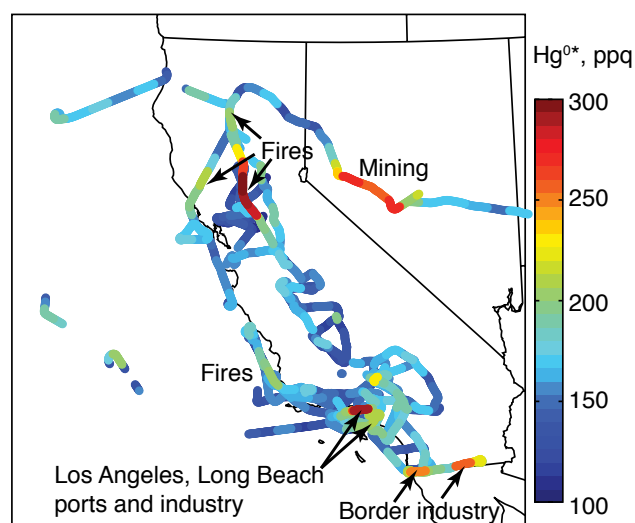 Hg⁰*, ppq
300
250
200
150
100
Fires
Mining
Fires
Los Angeles, Long Beach
ports and industry
Border industry